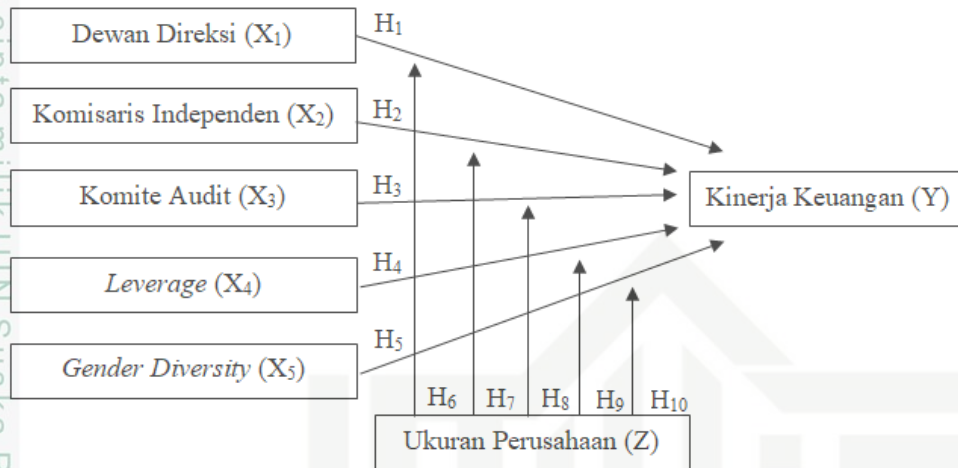 Dewan Direksi (X₁)
H₁
Komisaris Independen (X₂)
H₂
Komite Audit (X₃)
H₃
Kinerja Keuangan (Y)
Leverage (X₄)
H₄
Gender Diversity (X₅)
H₅
H₆ H₇ H₈ H₉ H₁₀
Ukuran Perusahaan (Z)